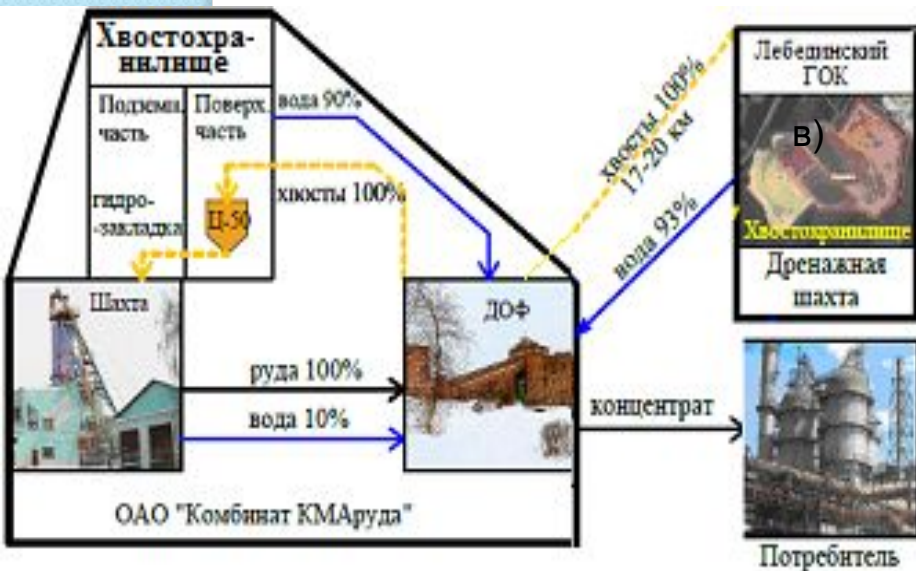 Хвостохра-
нилище
Подземн.
часть
гидро-
-закладка
Поверх.
часть
Ц-50
вода 90%
хвосты 100%
хвосты 100%
17-20 км
вода 93%
Лебединский
ГОК
в)
Хвостохранилище
Дренажная
шахта
Шахта
руда 100%
вода 10%
ДОФ
концентрат
ОАО "Комбинат КМАруда"
Потребитель